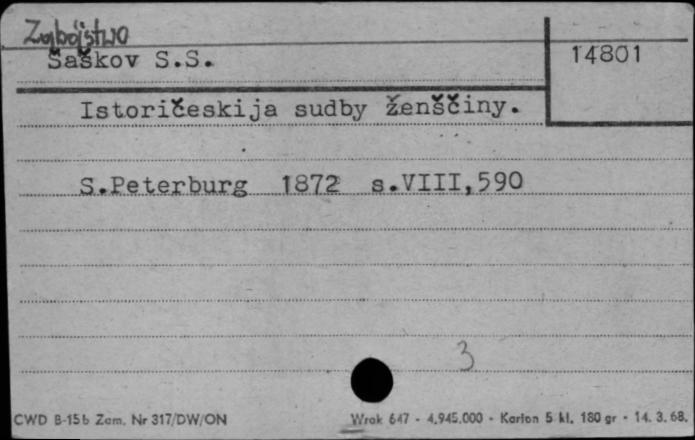 Zabójstwo
Šaškov S.S.
14801
Istoričeskija sudby ženščiny.
S.Peterburg 1872 s.VIII,590
3
CWD B-15b Zam. Nr 317/DW/ON Wrok 647 - 4.945.000 - Karton 5 kl. 180 gr - 14. 3. 68.